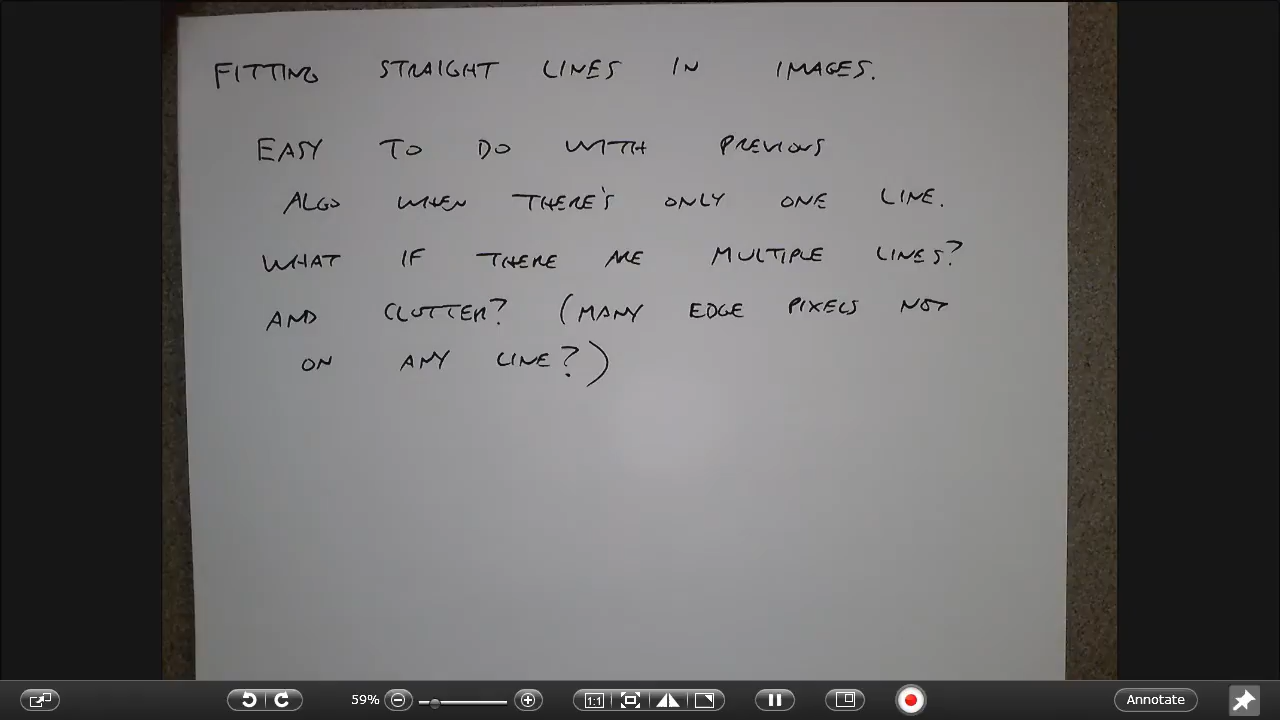 FITTING STRAIGHT LINES IN IMAGES.
EASY TO DO WITH PREVIOUS
ALGO WHEN THERE'S ONLY ONE LINE.
WHAT IF THERE ARE MULTIPLE LINES?
AND CLUTTER? (MANY EDGE PIXELS NOT
ON ANY LINE?)
59% 1:1 Annotate